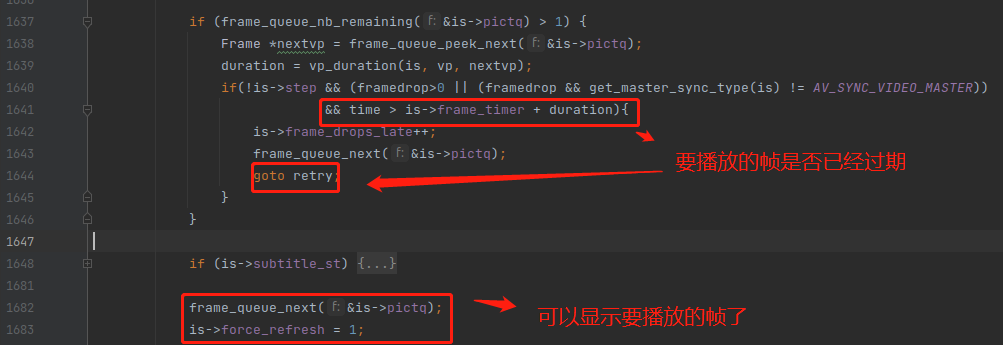 1637 if (frame_queue_nb_remaining( f: &is->pictq) > 1) {
1638 Frame *nextvp = frame_queue_peek_next( f: &is->pictq);
1639 duration = vp_duration(is, vp, nextvp);
1640 if(!is->step && (framedrop>0 || (framedrop && get_master_sync_type(is) != AV_SYNC_VIDEO_MASTER))
1641 && time > is->frame_timer + duration){
1642 is->frame_drops_late++;
1643 frame_queue_next( f: &is->pictq);
要播放的帧是否已经过期
1644 goto retry;
1645 }
1646 }
1647
1648 if (is->subtitle_st) {...}
1681
1682 frame_queue_next( f: &is->pictq);
可以显示要播放的帧了
1683 is->force_refresh = 1;